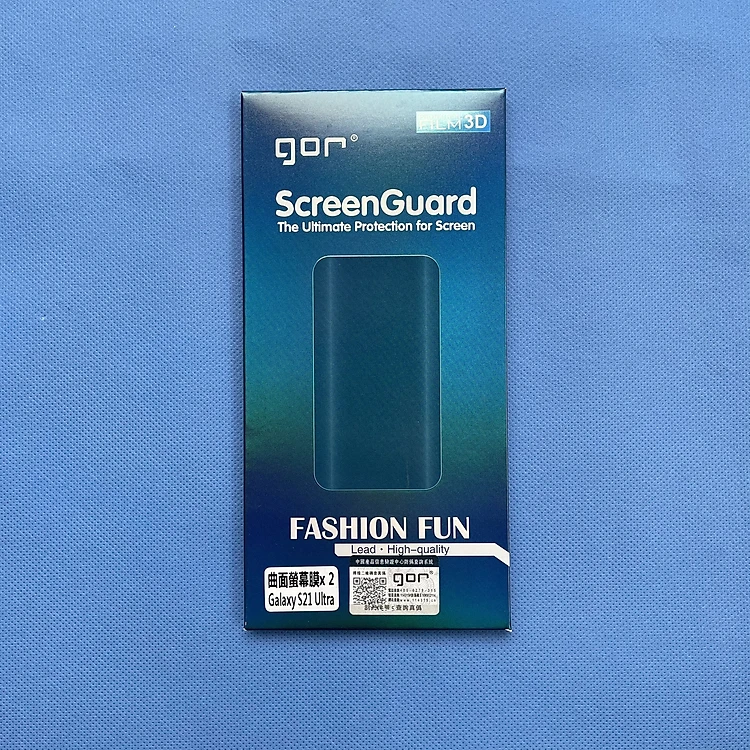 FILM 3D
gor®
ScreenGuard
The Ultimate Protection for Screen
FASHION FUN
Lead · High-quality
曲面螢幕膜x 2
Galaxy S21 Ultra
gor